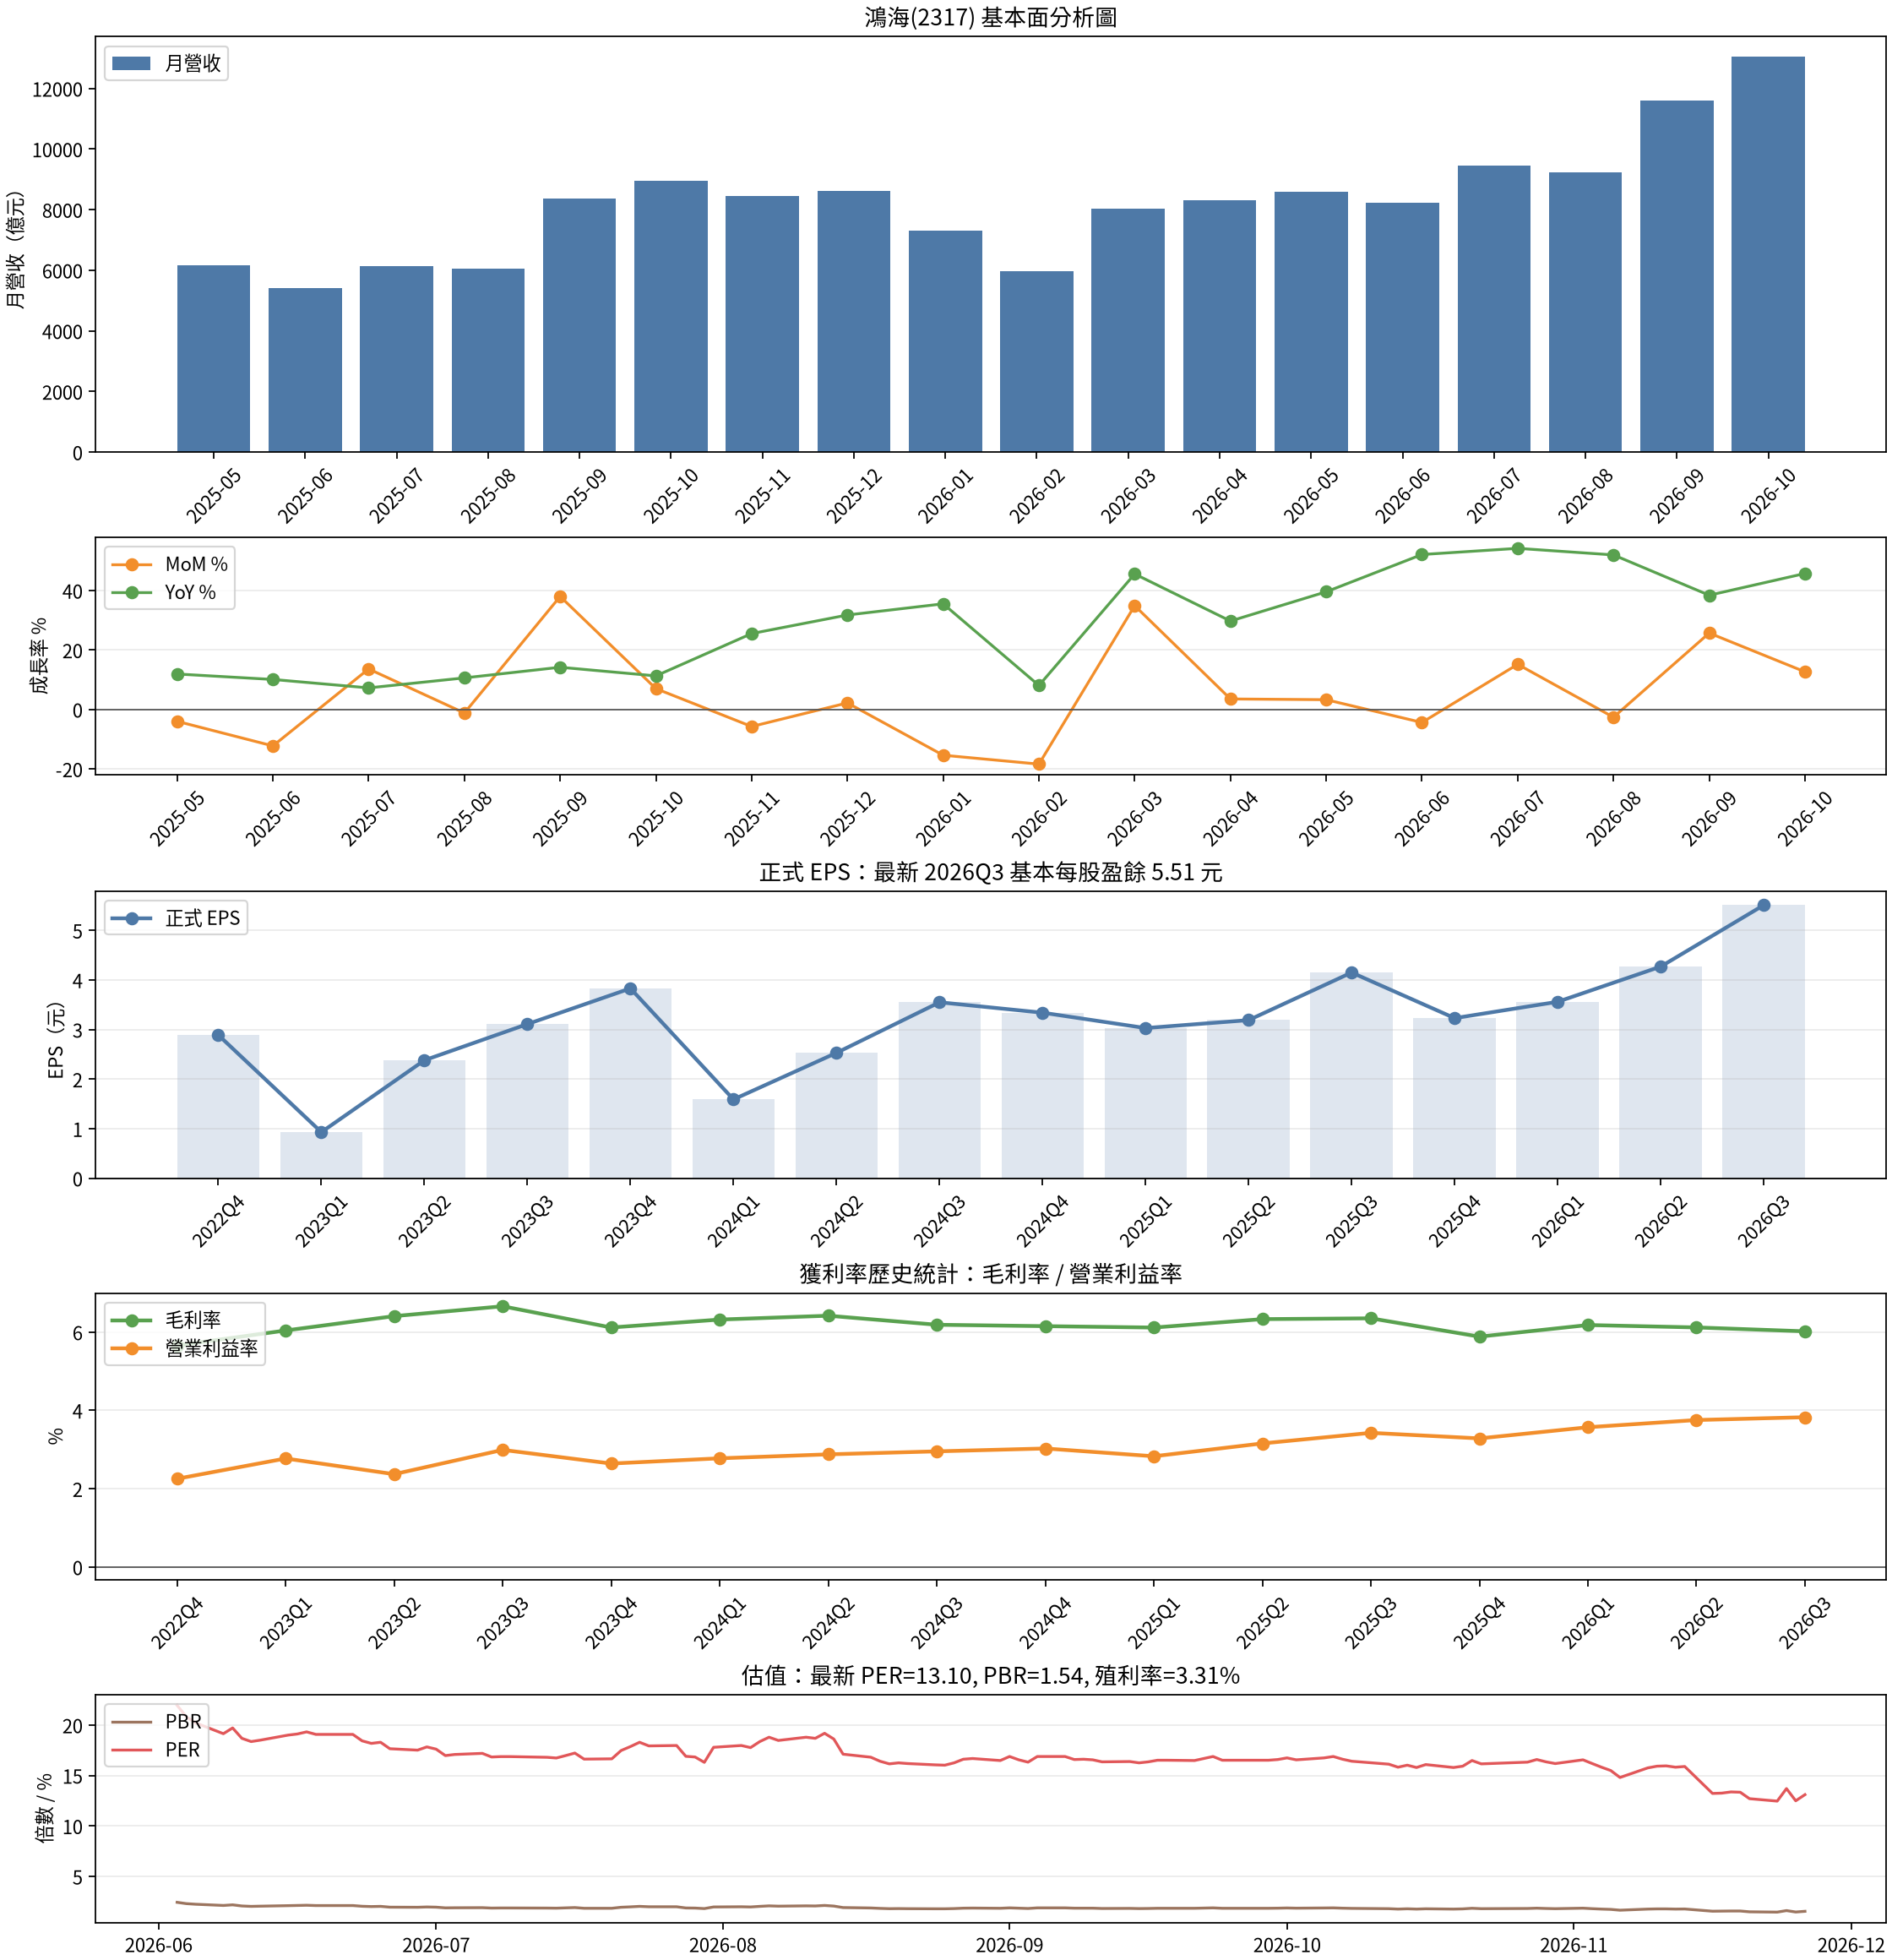 鴻海(2317) 基本面分析圖
月營收
月營收（億元）
12000
10000
8000
6000
4000
2000
0
2025-05
2025-06
2025-07
2025-08
2025-09
2025-10
2025-11
2025-12
2026-01
2026-02
2026-03
2026-04
2026-05
2026-06
2026-07
2026-08
2026-09
2026-10
MoM %
YoY %
成長率 %
40
20
0
-20
2025-05
2025-06
2025-07
2025-08
2025-09
2025-10
2025-11
2025-12
2026-01
2026-02
2026-03
2026-04
2026-05
2026-06
2026-07
2026-08
2026-09
2026-10
正式 EPS：最新 2026Q3 基本每股盈餘 5.51 元
正式 EPS
EPS（元）
5
4
3
2
1
0
2022Q4
2023Q1
2023Q2
2023Q3
2023Q4
2024Q1
2024Q2
2024Q3
2024Q4
2025Q1
2025Q2
2025Q3
2025Q4
2026Q1
2026Q2
2026Q3
獲利率歷史統計：毛利率 / 營業利益率
毛利率
營業利益率
%
6
4
2
0
2022Q4
2023Q1
2023Q2
2023Q3
2023Q4
2024Q1
2024Q2
2024Q3
2024Q4
2025Q1
2025Q2
2025Q3
2025Q4
2026Q1
2026Q2
2026Q3
估值：最新 PER=13.10, PBR=1.54, 殖利率=3.31%
PBR
PER
倍數 / %
20
15
10
5
2026-06
2026-07
2026-08
2026-09
2026-10
2026-11
2026-12